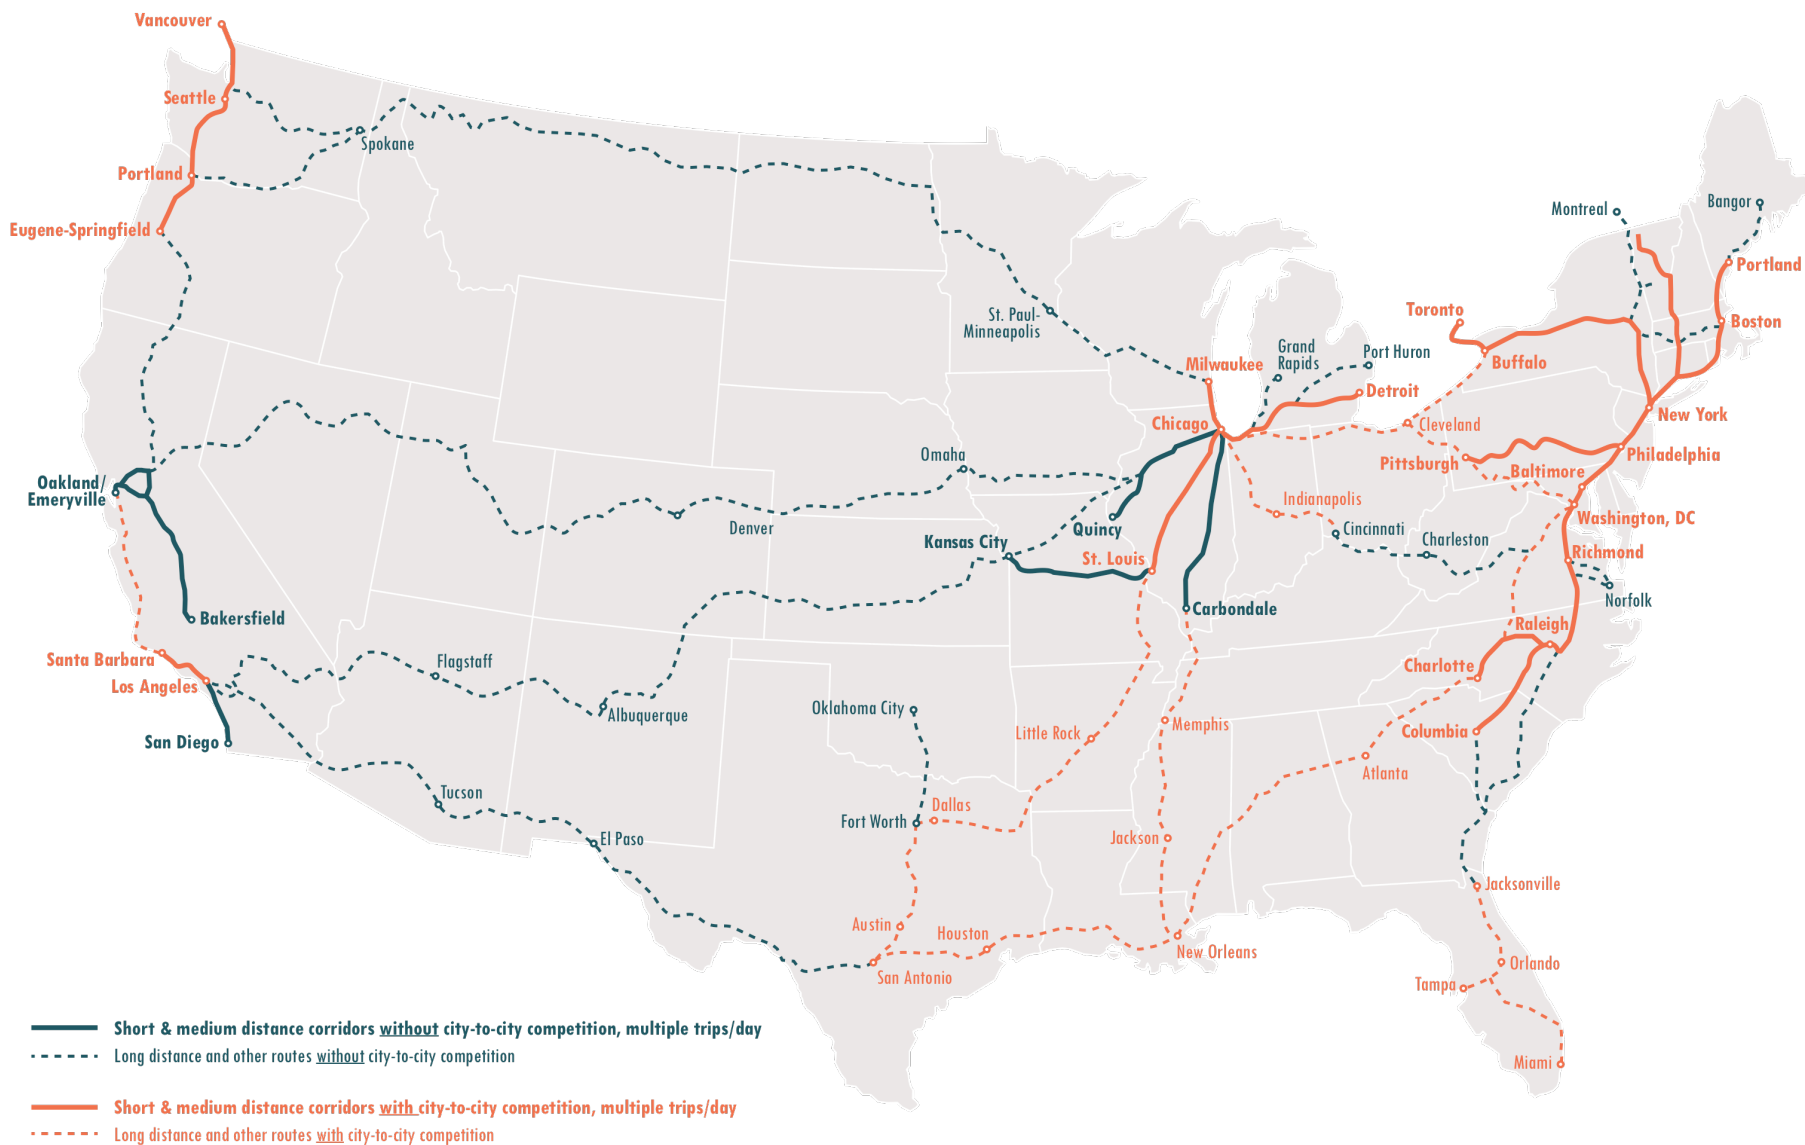 Vancouver
Seattle
Spokane
Portland
Eugene-Springfield
Montreal
Bangor
Portland
Toronto
Boston
St. Paul-
Minneapolis
Grand
Rapids
Port Huron
Milwaukee
Buffalo
Detroit
New York
Chicago
Cleveland
Omaha
Pittsburgh
Philadelphia
Baltimore
Oakland/
Emeryville
Indianapolis
Denver
Quincy
Cincinnati
Washington, DC
Kansas City
Charleston
St. Louis
Richmond
Norfolk
Carbondale
Bakersfield
Raleigh
Santa Barbara
Flagstaff
Charlotte
Los Angeles
Albuquerque
Oklahoma City
Memphis
Little Rock
Columbia
San Diego
Atlanta
Tucson
Dallas
Fort Worth
El Paso
Jackson
Jacksonville
Austin
Houston
New Orleans
San Antonio
Orlando
Tampa
Miami
Short & medium distance corridors without city-to-city competition, multiple trips/day
Long distance and other routes without city-to-city competition
Short & medium distance corridors with city-to-city competition, multiple trips/day
Long distance and other routes with city-to-city competition